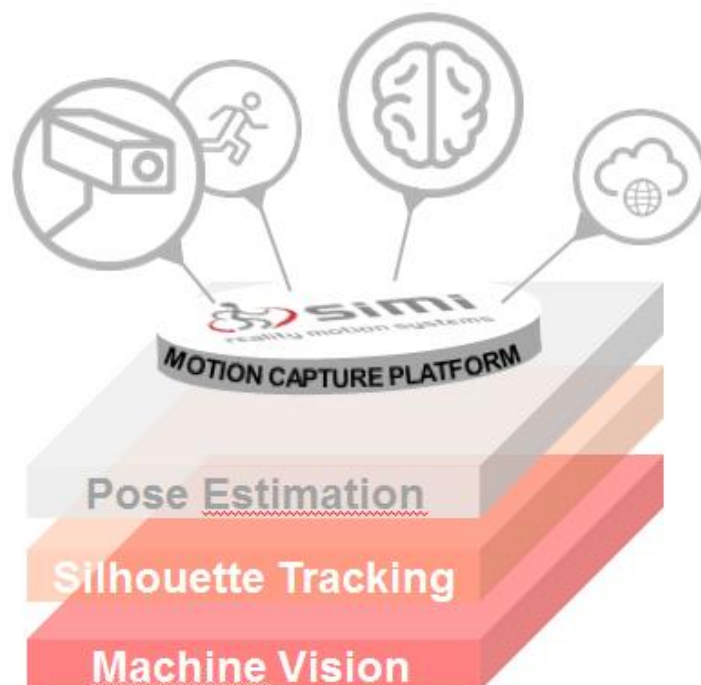 simi
reality motion systems
MOTION CAPTURE PLATFORM
Pose Estimation
Silhouette Tracking
Machine Vision